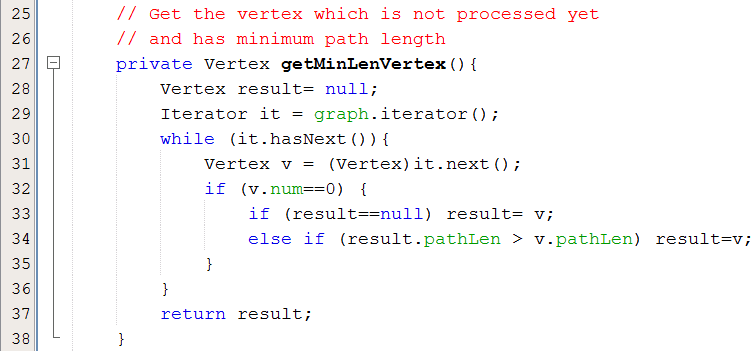 25 // Get the vertex which is not processed yet
26 // and has minimum path length
27 private Vertex getMinLenVertex(){
28 Vertex result= null;
29 Iterator it = graph.iterator();
30 while (it.hasNext()){
31 Vertex v = (Vertex)it.next();
32 if (v.num==0) {
33 if (result==null) result= v;
34 else if (result.pathLen > v.pathLen) result=v;
35 }
36 }
37 return result;
38 }